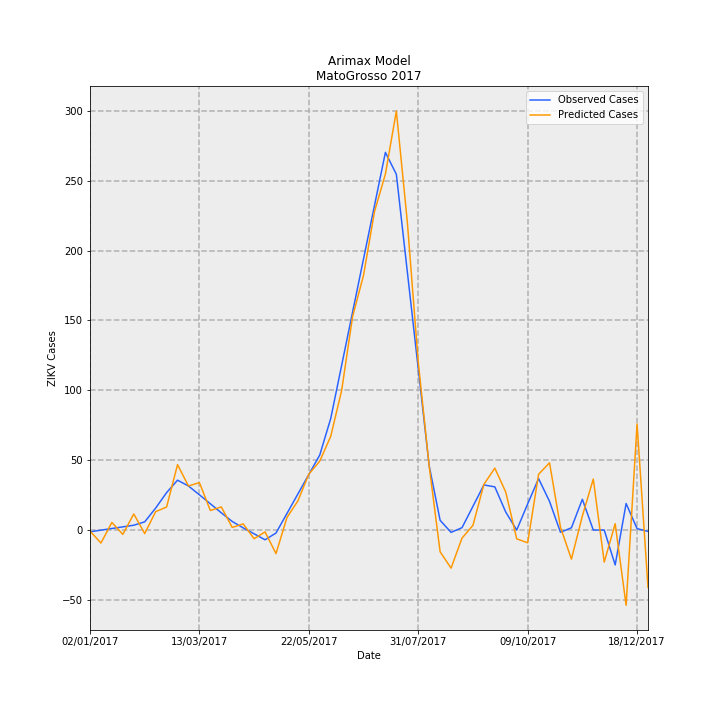 Arimax Model
MatoGrosso 2017
Observed Cases
Predicted Cases
300
250
200
150
100
50
0
−50
ZIKV Cases
02/01/2017 13/03/2017 22/05/2017 31/07/2017 09/10/2017 18/12/2017
Date